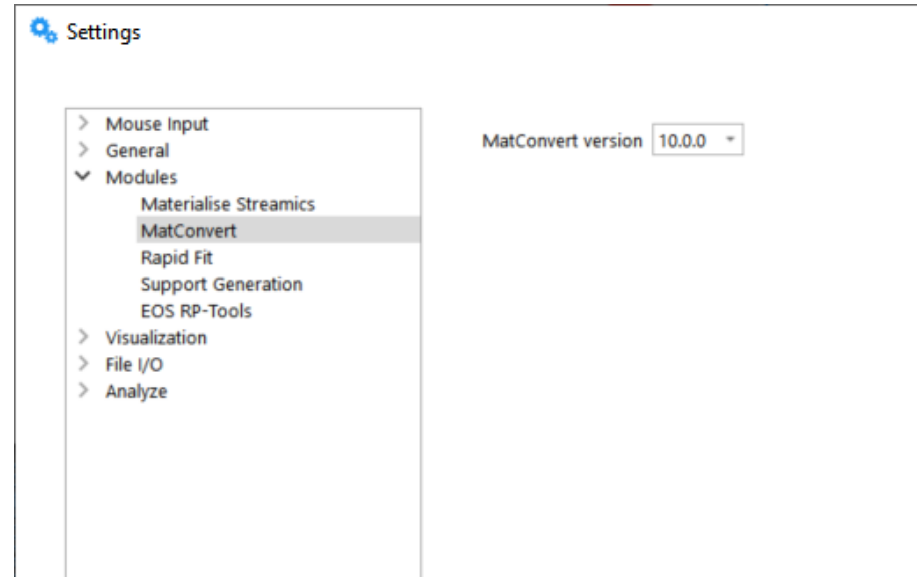 Settings
Mouse Input
General
Modules
Materialise Streamics
MatConvert
Rapid Fit
Support Generation
EOS RP-Tools
Visualization
File I/O
Analyze
MatConvert version 10.0.0